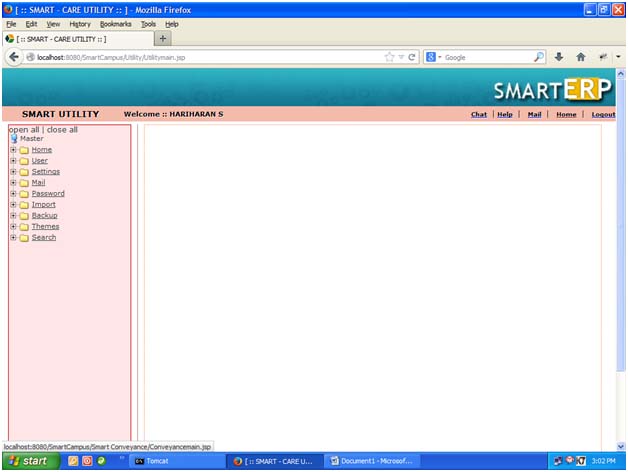 [ :: SMART - CARE UTILITY :: ] - Mozilla Firefox
File Edit View History Bookmarks Tools Help
[ :: SMART - CARE UTILITY :: ]
localhost:8080/SmartCampus/Utility/Utilitymain.jsp
Google
SMARTERP
SMART UTILITY Welcome :: HARIHARAN S Chat | Help | Mail | Home | Logout
open all | close all
Master
Home
User
Settings
Mail
Password
Import
Backup
Themes
Search
localhost:8080/SmartCampus/Smart Conveyance/Conveyancemain.jsp
start Tomcat [ :: SMART - CARE U... Document1 - Microsof... 3:02 PM